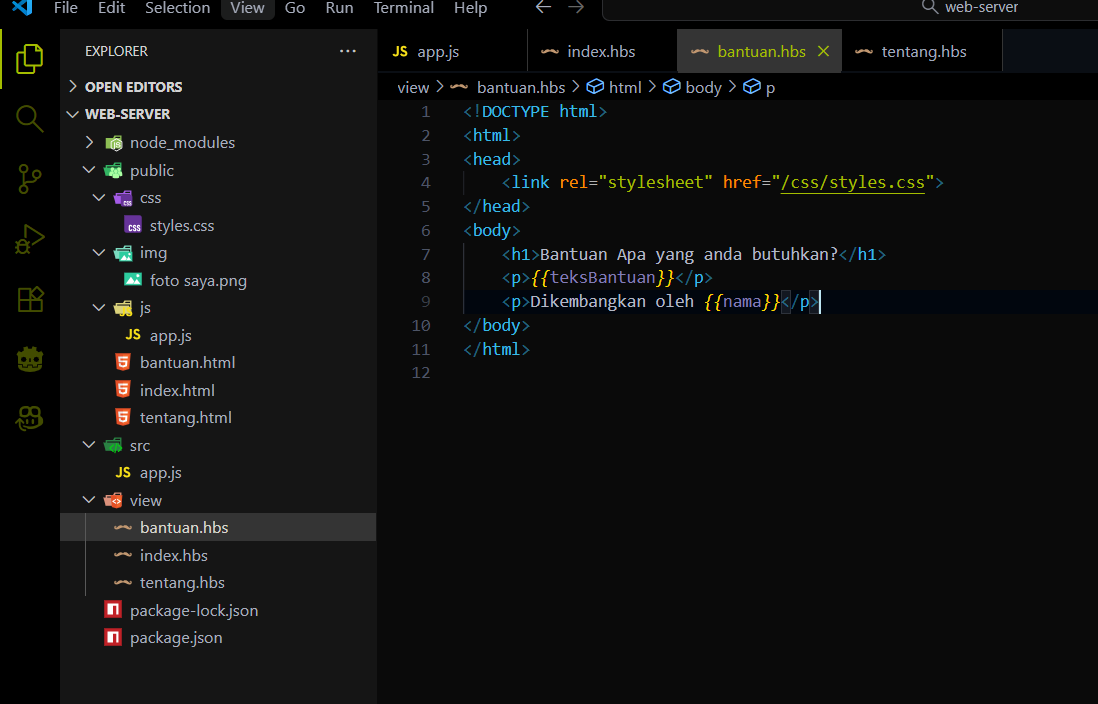 File Edit Selection View Go Run Terminal Help web-server
EXPLORER
OPEN EDITORS
WEB-SERVER
node_modules
public
css
styles.css
img
foto saya.png
js
JS app.js
bantuan.html
index.html
tentang.html
src
JS app.js
view
bantuan.hbs
index.hbs
tentang.hbs
package-lock.json
package.json
JS app.js index.hbs bantuan.hbs tentang.hbs
view > bantuan.hbs > html > body > p
1 <!DOCTYPE html>
2 <html>
3 <head>
4 <link rel="stylesheet" href="/css/styles.css">
5 </head>
6 <body>
7 <h1>Bantuan Apa yang anda butuhkan?</h1>
8 <p>{{teksBantuan}}</p>
9 <p>Dikembangkan oleh {{nama}}</p>
10 </body>
11 </html>
12